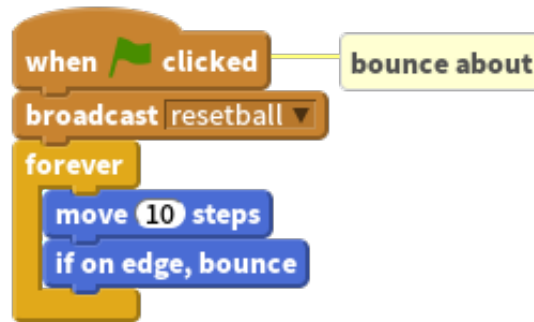 when clicked
bounce about
broadcast resetball
forever
move 10 steps
if on edge, bounce